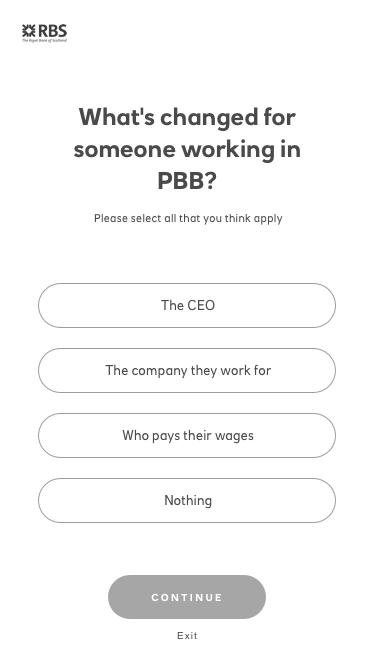 RBS
The Royal Bank of Scotland
What's changed for
someone working in
PBB?
Please select all that you think apply
The CEO
The company they work for
Who pays their wages
Nothing
CONTINUE
Exit